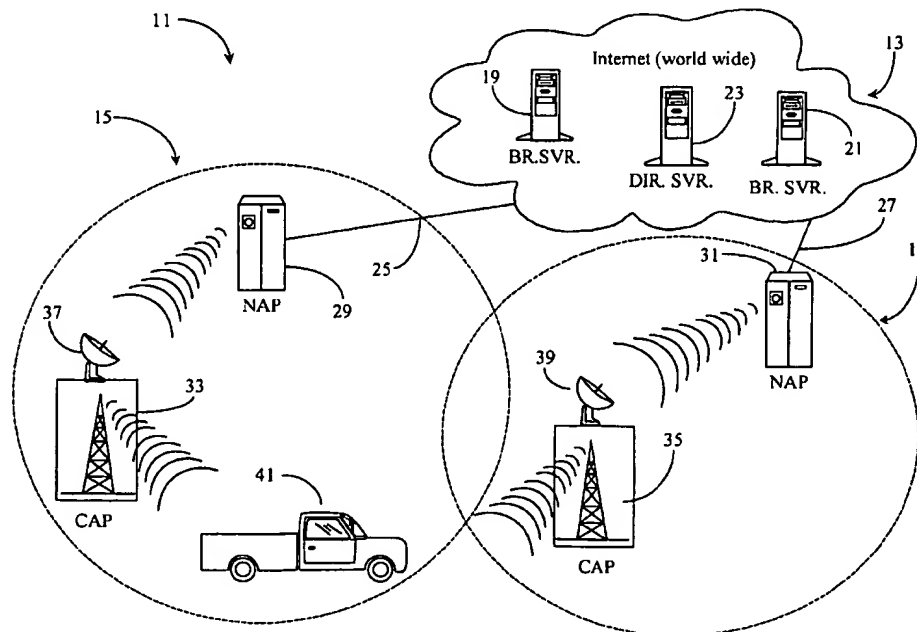 11
Internet (world wide)
13
19
23
21
BR.SVR.
DIR. SVR.
BR. SVR.
15
25
27
29
NAP
31
1
NAP
37
33
CAP
39
35
CAP
41